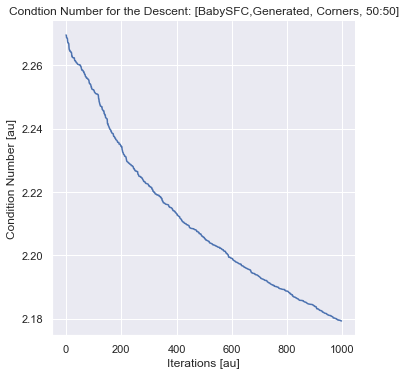 Condtion Number for the Descent: [BabySFC,Generated, Corners, 50:50]
2.26
2.24
2.22
2.20
2.18
Condition Number [au]
0 200 400 600 800 1000
Iterations [au]